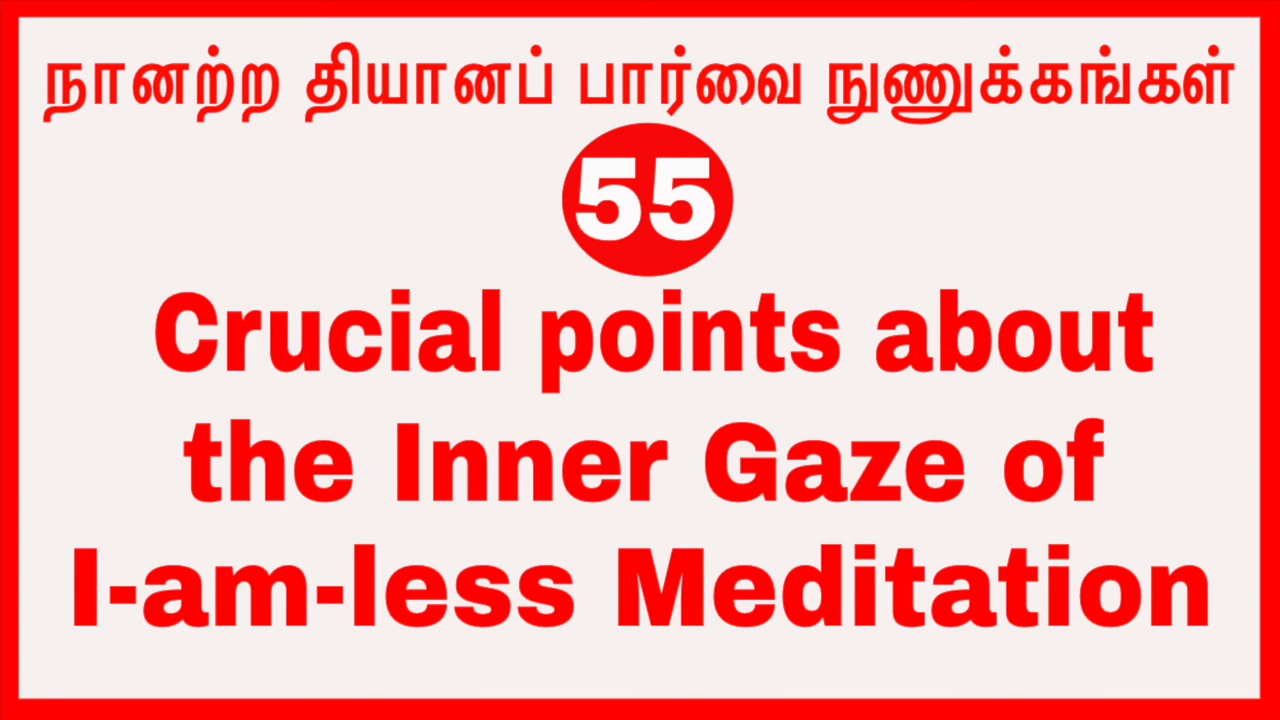 நானற்ற தியானப் பார்வை நுணுக்கங்கள்
55
Crucial points about
the Inner Gaze of
I-am-less Meditation